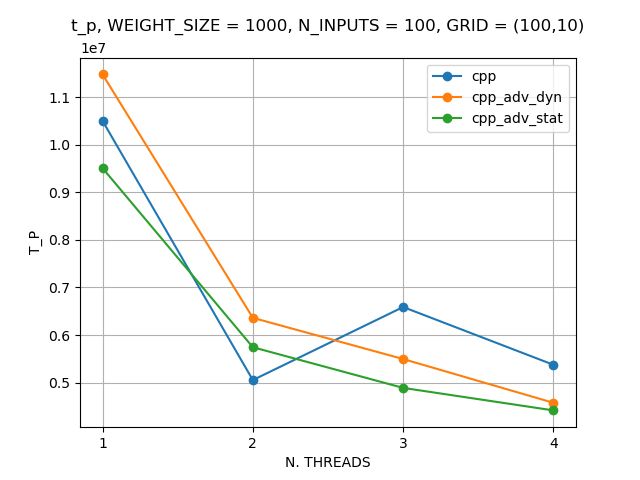 t_p, WEIGHT_SIZE = 1000, N_INPUTS = 100, GRID = (100,10)
1e7
cpp
cpp_adv_dyn
cpp_adv_stat
1.1
1.0
0.9
0.8
0.7
0.6
0.5
T_P
1
2
3
4
N. THREADS